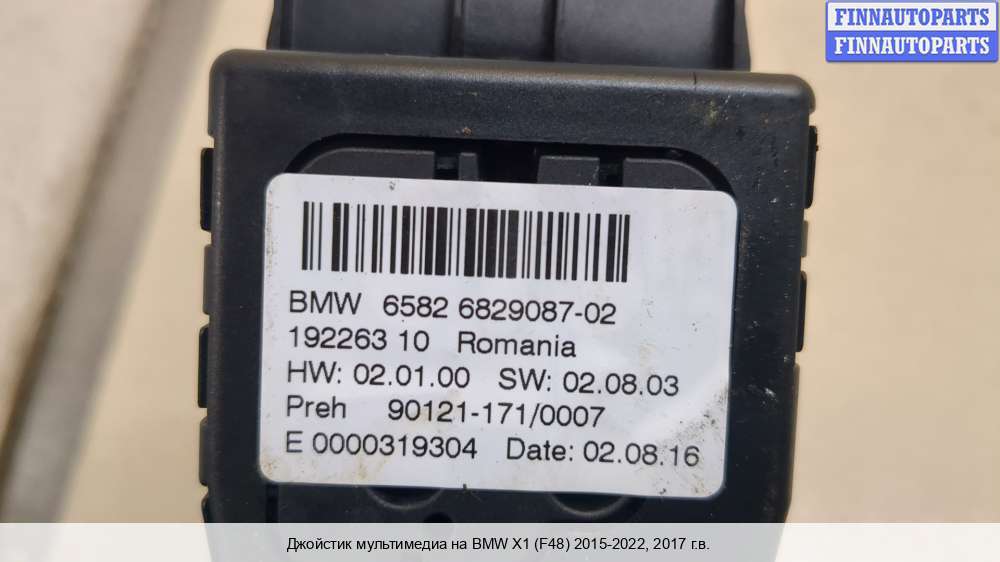 FINNAUTOPARTS
FINNAUTOPARTS
BMW 6582 6829087-02
192263 10 Romania
HW: 02.01.00 SW: 02.08.03
Preh 90121-171/0007
E 0000319304 Date: 02.08.16
Джойстик мультимедиа на BMW X1 (F48) 2015-2022, 2017 г.в.